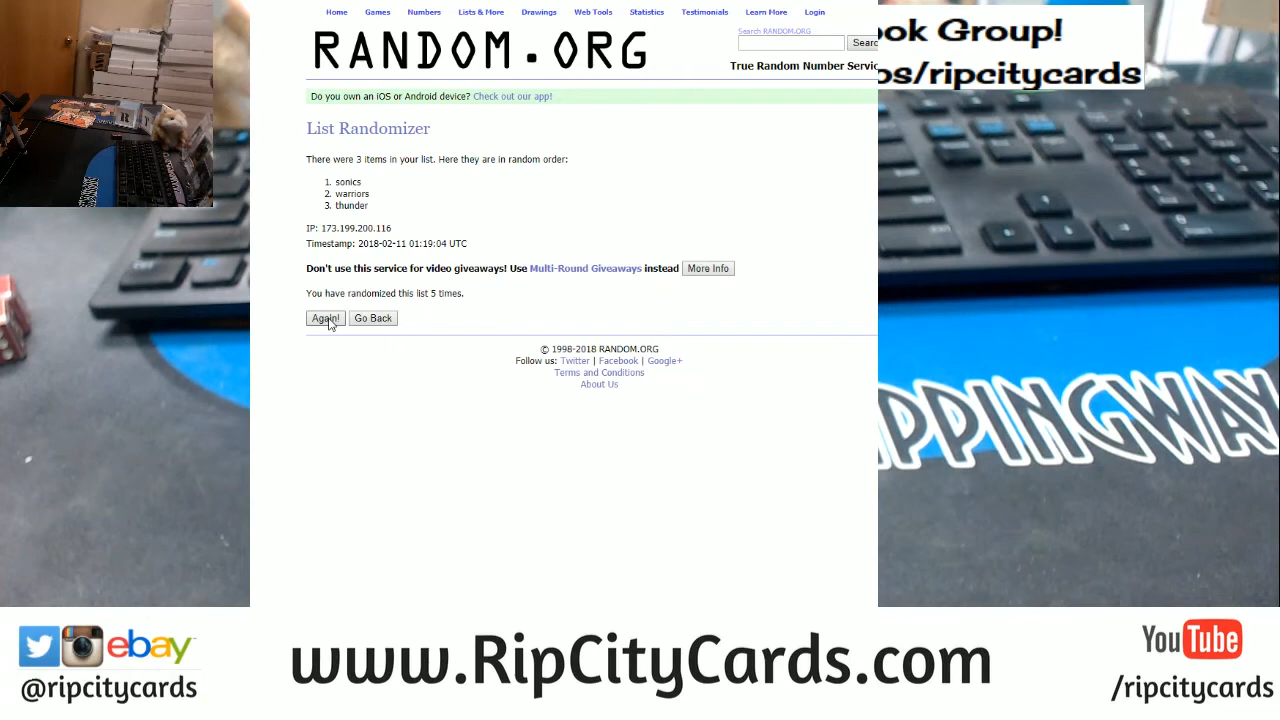 Home Games Numbers Lists & More Drawings Web Tools Statistics Testimonials Learn More Login
RANDOM.ORG
Search RANDOM.ORG
Searc
True Random Number Servic
ook Group!
os/ripcitycards
Do you own an iOS or Android device? Check out our app!
List Randomizer
There were 3 items in your list. Here they are in random order:
1. sonics
2. warriors
3. thunder
IP: 173.199.200.116
Timestamp: 2018-02-11 01:19:04 UTC
Don't use this service for video giveaways! Use Multi-Round Giveaways instead More Info
You have randomized this list 5 times.
Again! Go Back
© 1998-2018 RANDOM.ORG
Follow us: Twitter | Facebook | Google+
Terms and Conditions
About Us
PPINGWA
ebay
@ripcitycards
www.RipCityCards.com
YouTube
/ripcitycards